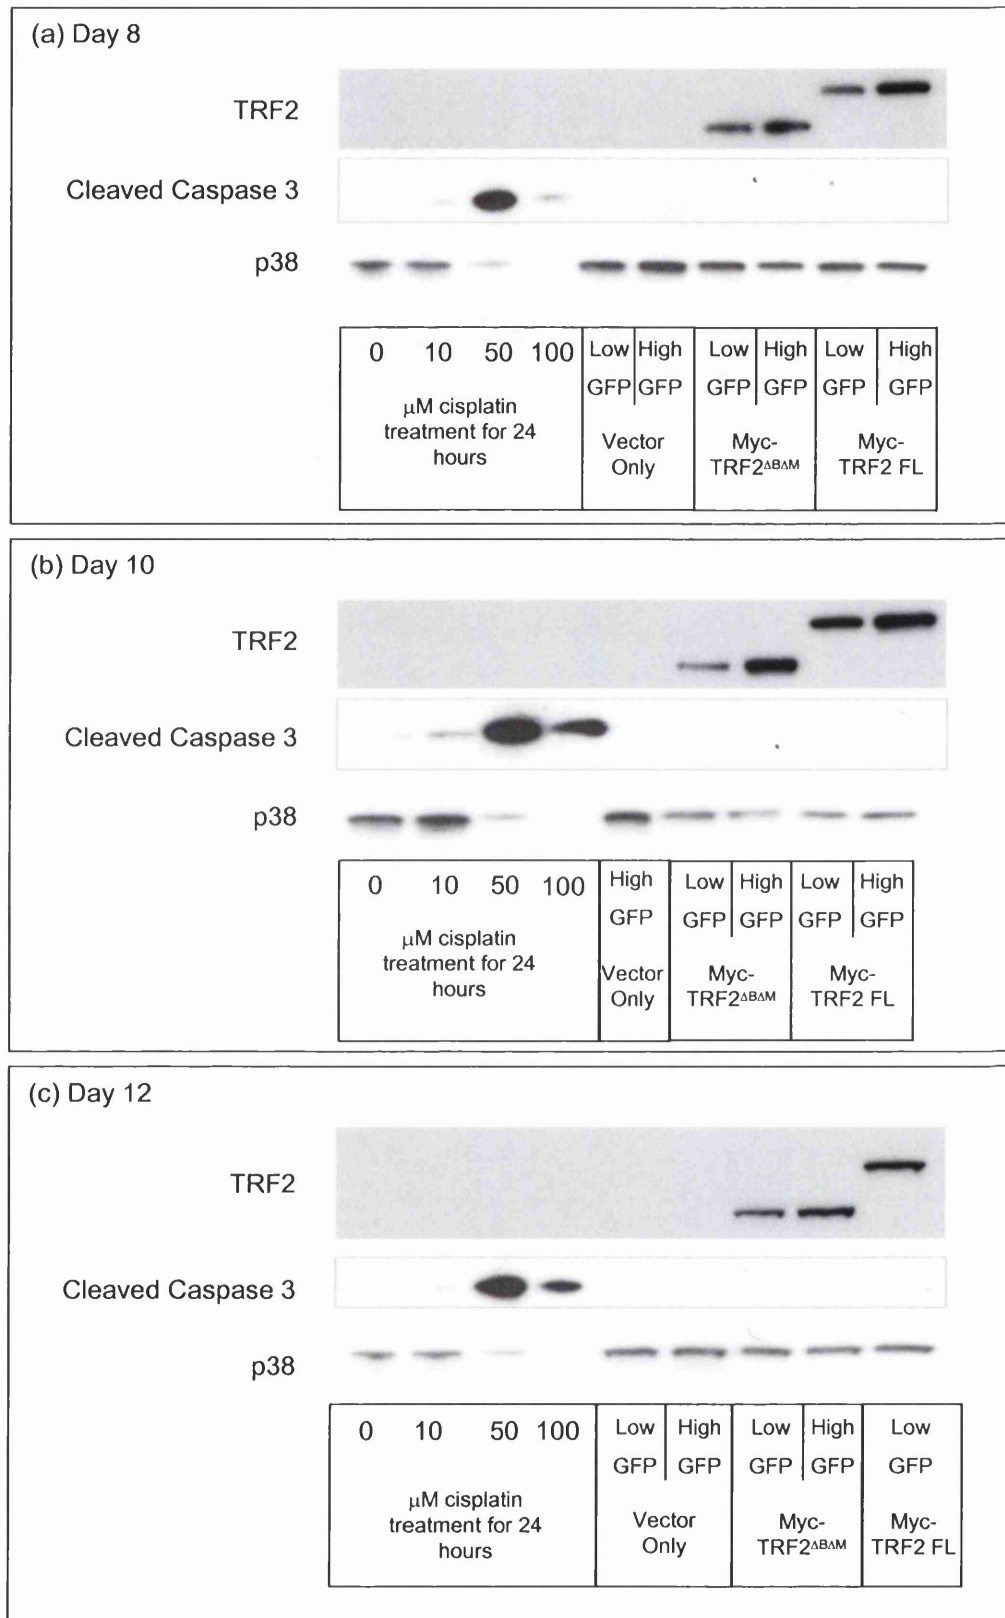 (a) Day 8
TRF2
Cleaved Caspase 3
p38
0 10 50 100
μM cisplatin
treatment for 24
hours
Low High Low High Low High
GFP GFP GFP GFP GFP GFP
Vector Only
Myc-
TRF2ΔBΔM
Myc-
TRF2 FL
(b) Day 10
TRF2
Cleaved Caspase 3
p38
0 10 50 100
μM cisplatin
treatment for 24
hours
High Low High Low High
GFP GFP GFP GFP GFP
Vector
Only
Myc-
TRF2ΔBΔM
Myc-
TRF2 FL
(c) Day 12
TRF2
Cleaved Caspase 3
p38
0 10 50 100
μM cisplatin
treatment for 24
hours
Low High Low High Low
GFP GFP GFP GFP GFP
Vector
Only
Myc-
TRF2ΔBΔM
Myc-
TRF2 FL